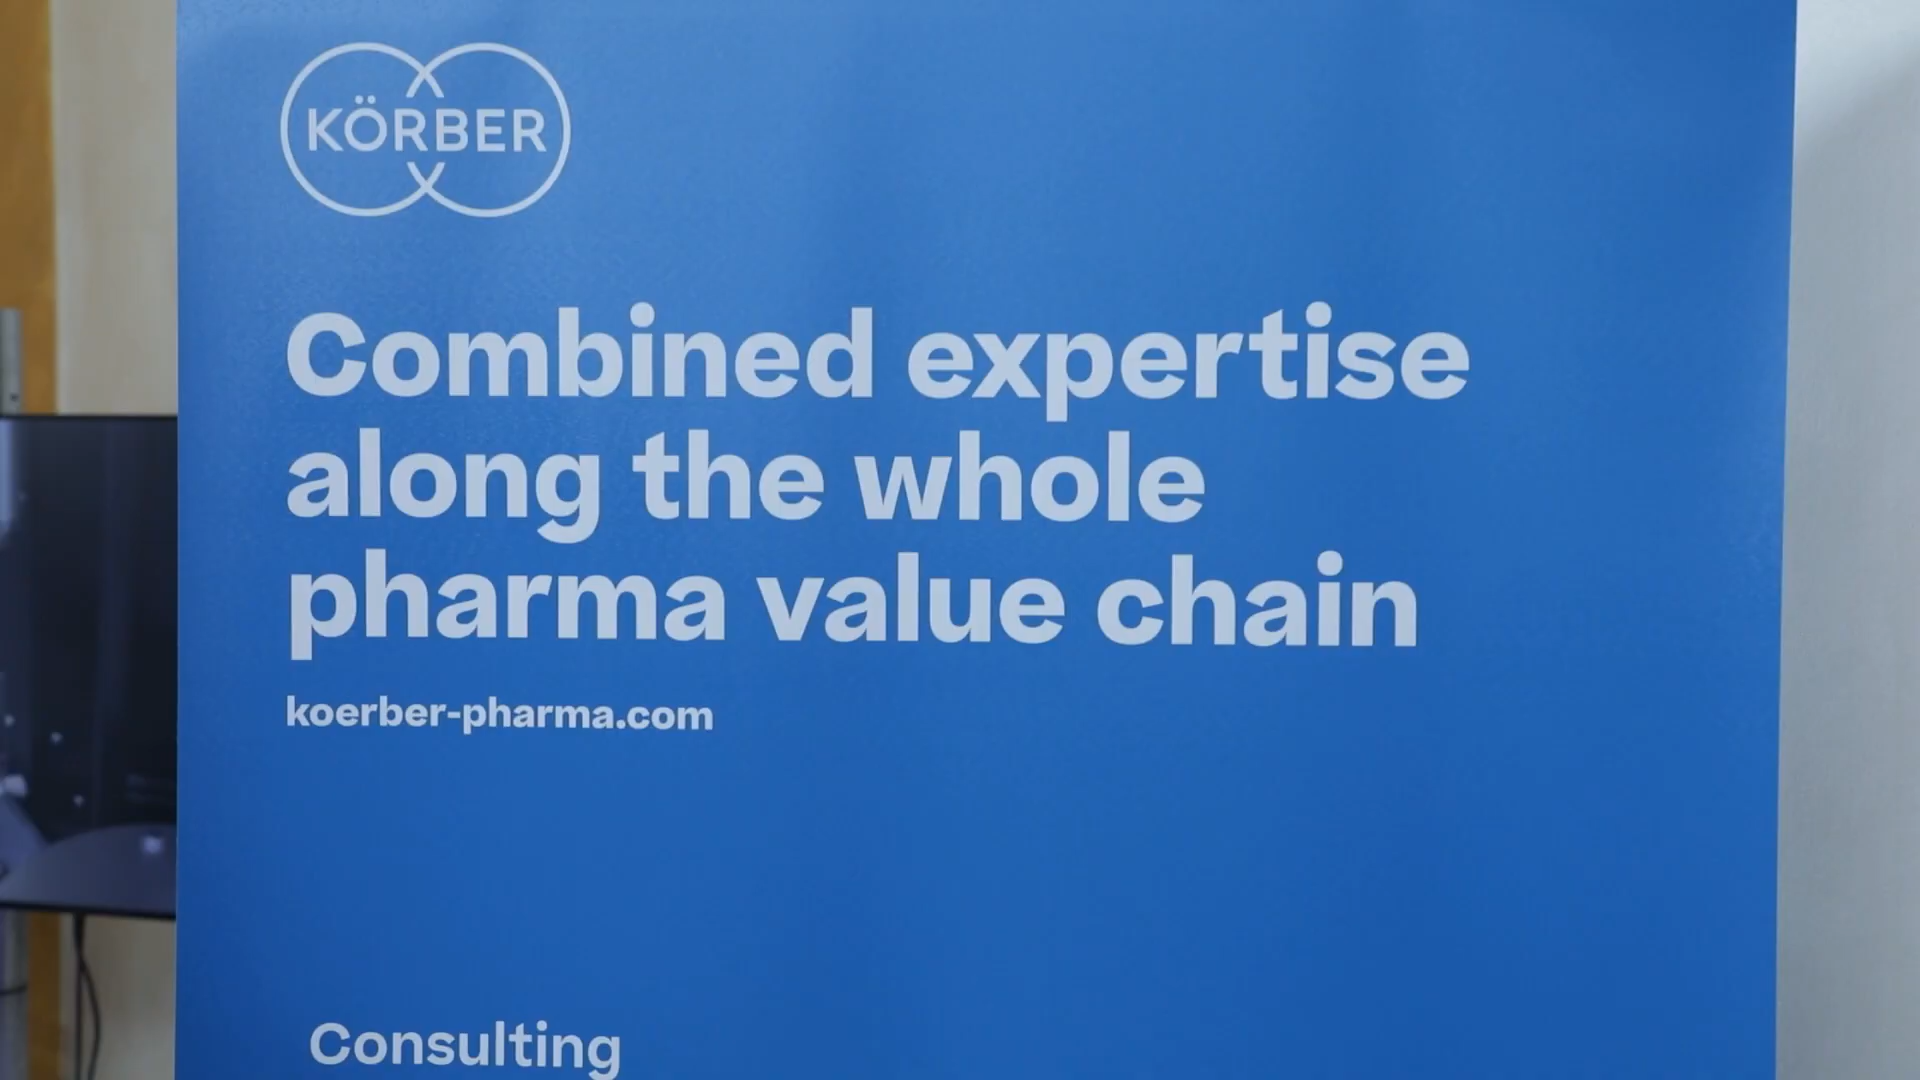 KÖRBER
Combined expertise
along the whole
pharma value chain
koerber-pharma.com
Consulting